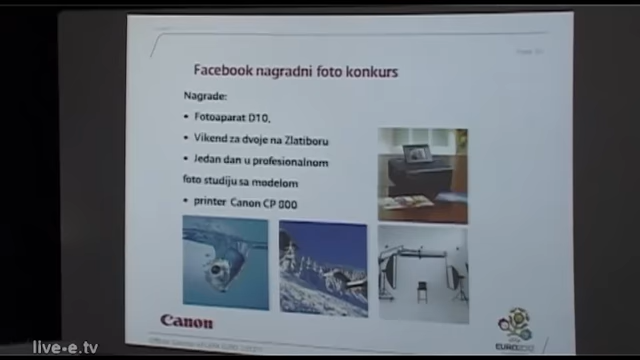 Facebook nagradni foto konkurs
Nagrade:
• Fotoaparat D10,
• Vikend za dvoje na Zlatiboru
• Jedan dan u profesionalnom
foto studiju sa modelom
• printer Canon CP 800
Canon
EURO2012
live-e.tv